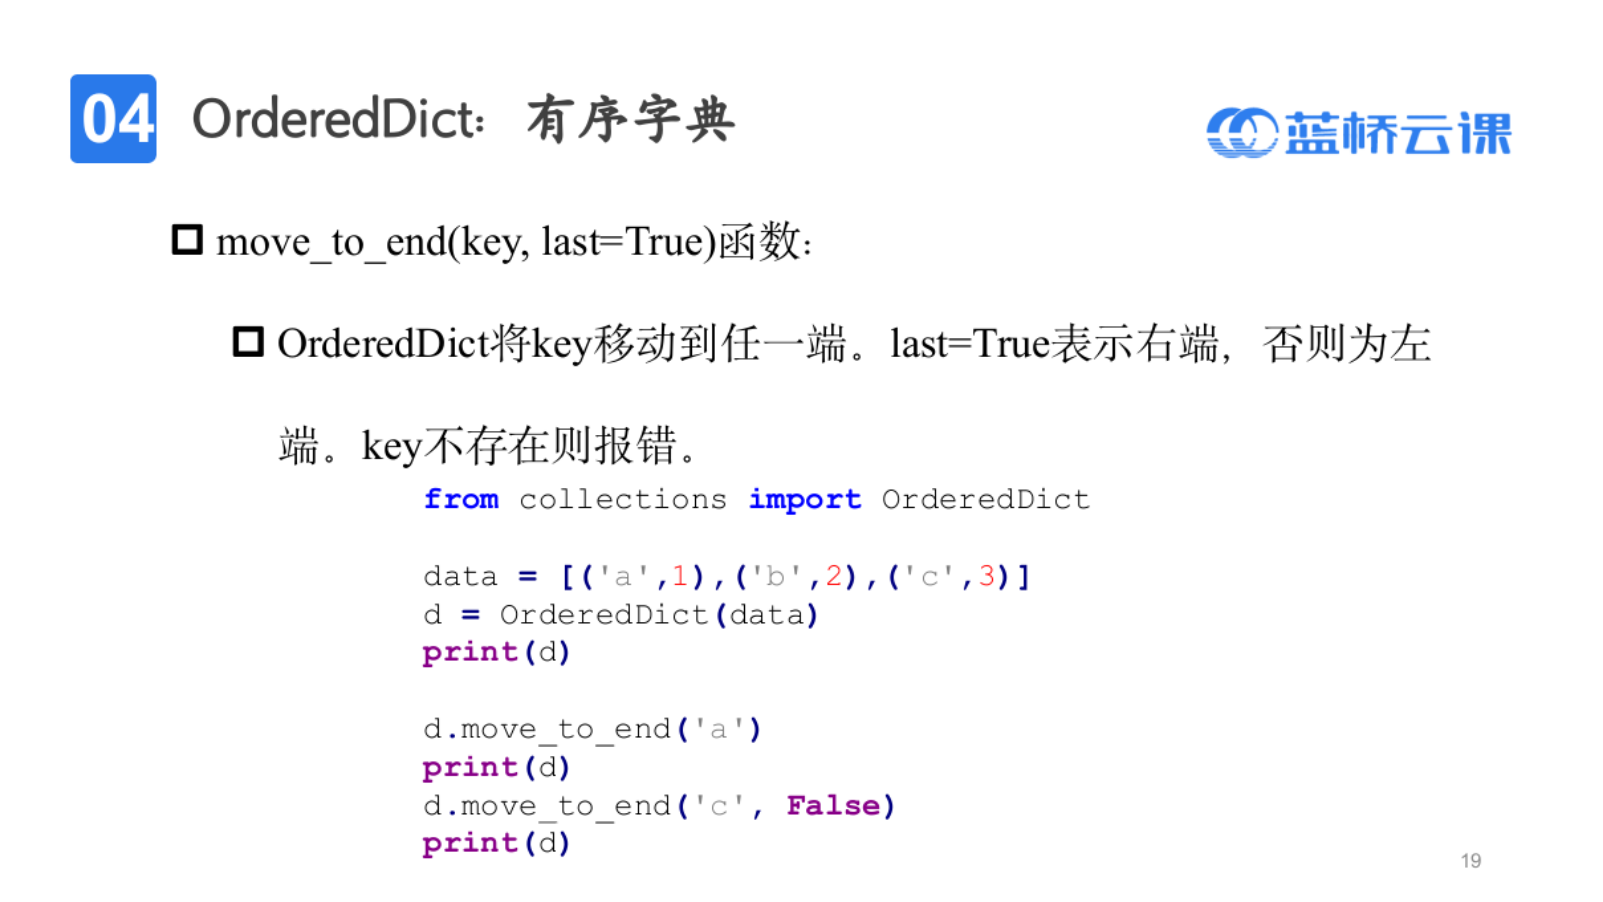 04 OrderedDict：有序字典
蓝桥云课
move_to_end(key, last=True)函数：
OrderedDict将key移动到任一端。last=True表示右端，否则为左
端。key不存在则报错。
from collections import OrderedDict
data = [('a',1),('b',2),('c',3)]
d = OrderedDict(data)
print(d)
d.move_to_end('a')
print(d)
d.move_to_end('c', False)
print(d)
19